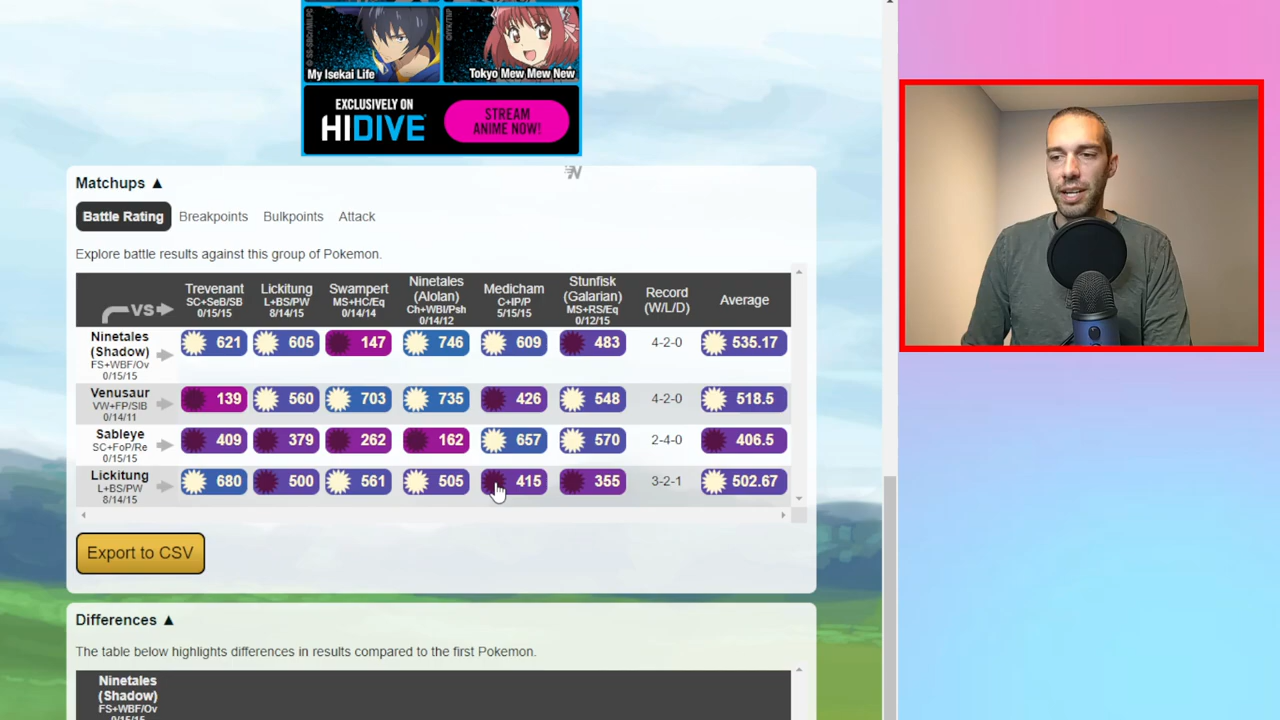 My Isekai Life
Tokyo Mew Mew New
EXCLUSIVELY ON
HIDIVE
STREAM
ANIME NOW!
Matchups ▲
Battle Rating Breakpoints Bulkpoints Attack
Explore battle results against this group of Pokemon.
VS
Trevenant
SC+SeB/SB
0/15/15
Lickitung
L+BS/PW
8/14/15
Swampert
MS+HC/Eq
0/14/14
Ninetales
(Alolan)
Ch+WBl/Psh
0/14/12
Medicham
C+IP/P
5/15/15
Stunfisk
(Galarian)
MS+RS/Eq
0/12/15
Record
(W/L/D)
Average
Ninetales
(Shadow)
FS+WBF/Ov
0/15/15
621 605 147 746 609 483 4-2-0 535.17
Venusaur
VW+FP/SlB
0/14/11
139 560 703 735 426 548 4-2-0 518.5
Sableye
SC+FoP/Re
0/15/15
409 379 262 162 657 570 2-4-0 406.5
Lickitung
L+BS/PW
8/14/15
680 500 561 505 415 355 3-2-1 502.67
Export to CSV
Differences ▲
The table below highlights differences in results compared to the first Pokemon.
Ninetales
(Shadow)
FS+WBF/Ov
0/15/15